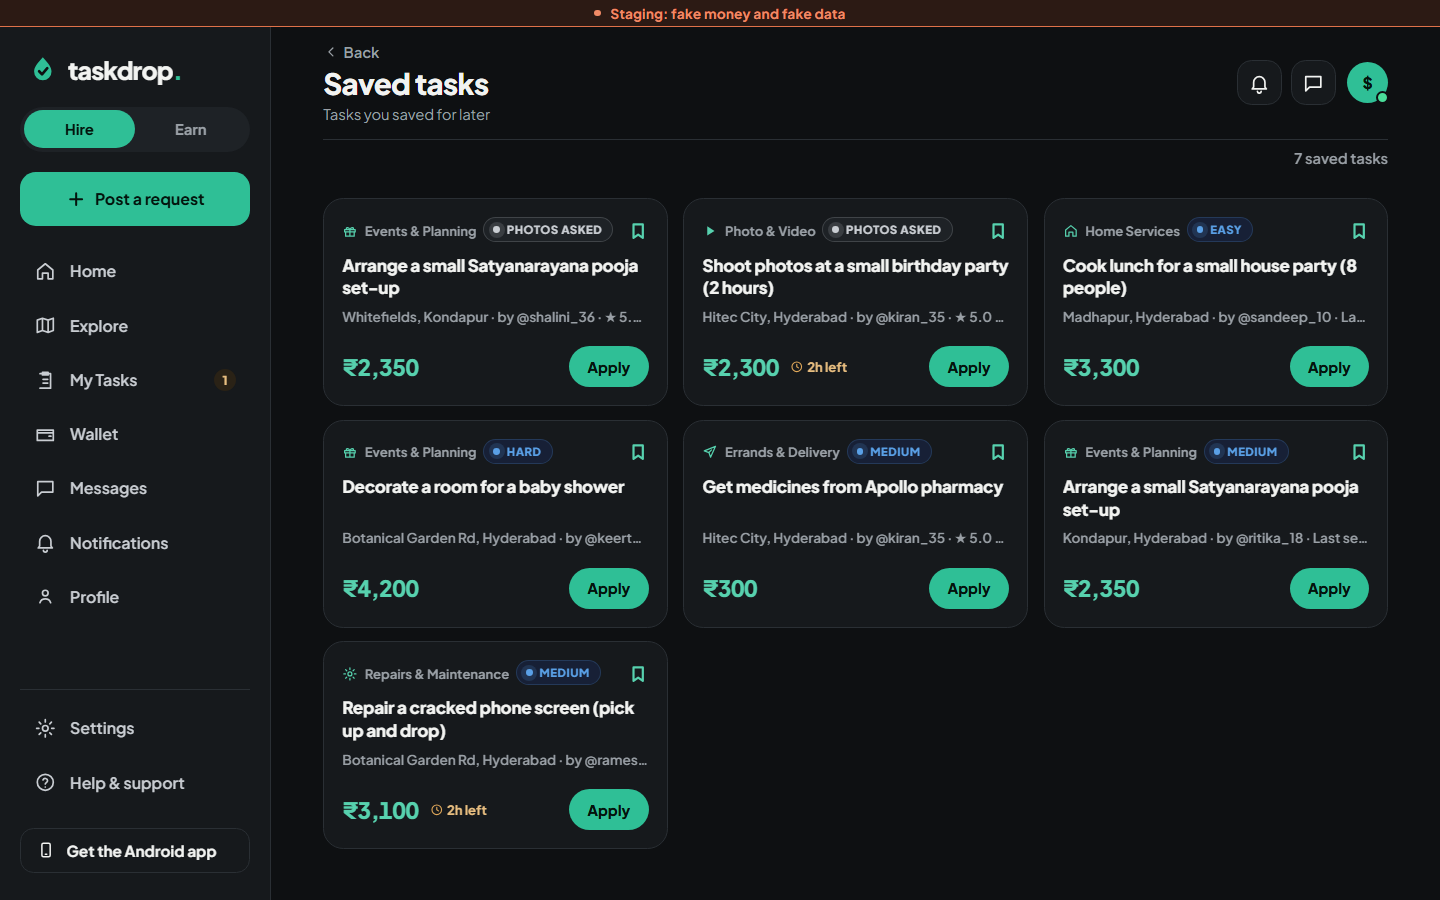 Staging: fake money and fake data
taskdrop.
Hire
Earn
Post a request
Home
Explore
My Tasks
1
Wallet
Messages
Notifications
Profile
Settings
Help & support
Get the Android app
Back
Saved tasks
Tasks you saved for later
$
7 saved tasks
Events & Planning
PHOTOS ASKED
Arrange a small Satyanarayana pooja
set-up
Whitefields, Kondapur · by @shalini_36 · ★ 5....
₹2,350
Apply
Photo & Video
PHOTOS ASKED
Shoot photos at a small birthday party
(2 hours)
Hitec City, Hyderabad · by @kiran_35 · ★ 5.0 ...
₹2,300
2h left
Apply
Home Services
EASY
Cook lunch for a small house party (8
people)
Madhapur, Hyderabad · by @sandeep_10 · La...
₹3,300
Apply
Events & Planning
HARD
Decorate a room for a baby shower
Botanical Garden Rd, Hyderabad · by @keert...
₹4,200
Apply
Errands & Delivery
MEDIUM
Get medicines from Apollo pharmacy
Hitec City, Hyderabad · by @kiran_35 · ★ 5.0 ...
₹300
Apply
Events & Planning
MEDIUM
Arrange a small Satyanarayana pooja
set-up
Kondapur, Hyderabad · by @ritika_18 · Last se...
₹2,350
Apply
Repairs & Maintenance
MEDIUM
Repair a cracked phone screen (pick
up and drop)
Botanical Garden Rd, Hyderabad · by @rames...
₹3,100
2h left
Apply